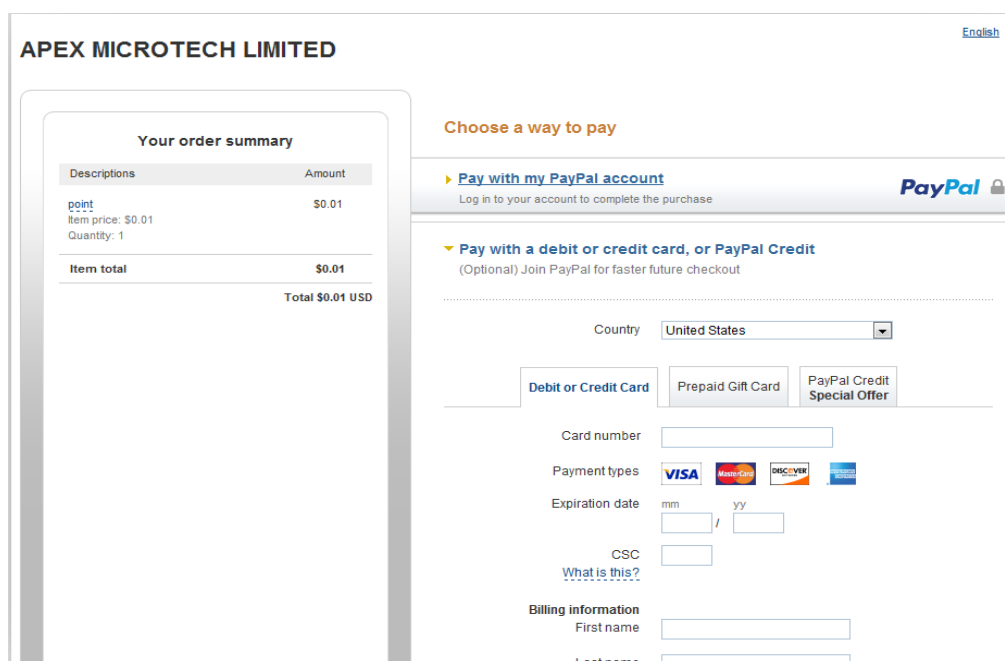 English
APEX MICROTECH LIMITED
Your order summary
Descriptions Amount
point $0.01
Item price: $0.01
Quantity: 1
Item total $0.01
Total $0.01 USD
Choose a way to pay
Pay with my PayPal account
Log in to your account to complete the purchase
PayPal
Pay with a debit or credit card, or PayPal Credit
(Optional) Join PayPal for faster future checkout
Country United States
Debit or Credit Card
Prepaid Gift Card
PayPal Credit
Special Offer
Card number
Payment types VISA MasterCard DISCOVER
Expiration date mm yy
/
CSC
What is this?
Billing information
First name
Last name